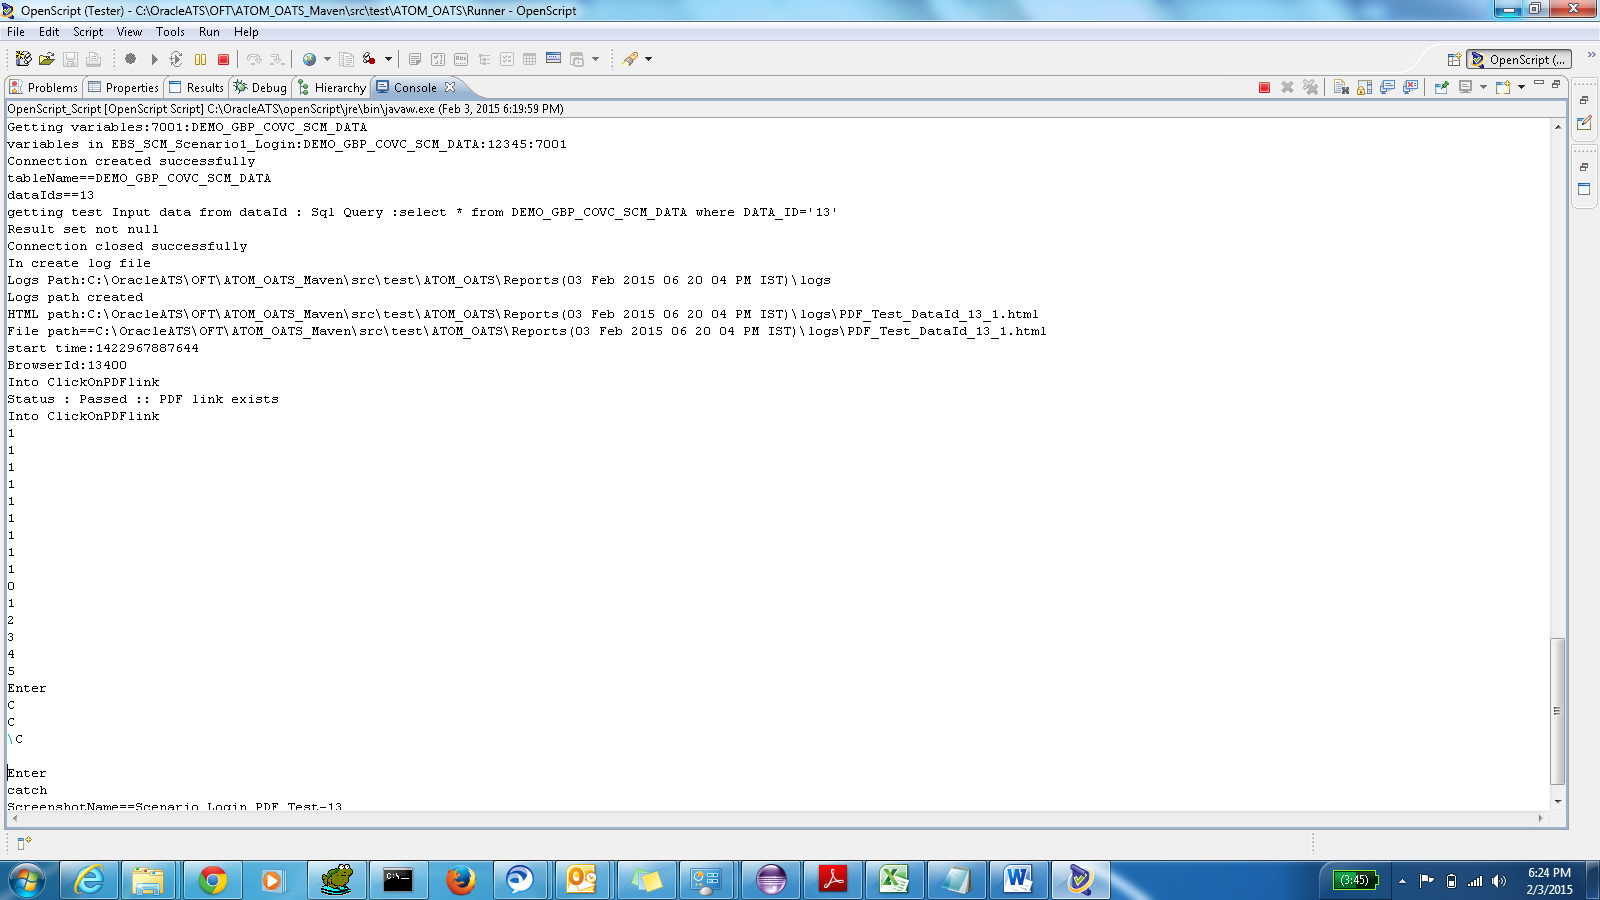 OpenScript (Tester) - C:\OracleATS\OFT\ATOM_OATS_Maven\src\test\ATOM_OATS\Runner - OpenScript
File Edit Script View Tools Run Help
OpenScript (...
Problems Properties Results Debug Hierarchy Console
OpenScript_Script [OpenScript Script] C:\OracleATS\openScript\jre\bin\javaw.exe (Feb 3, 2015 6:19:59 PM)
Getting variables:7001:DEMO_GBP_COVC_SCM_DATA
variables in EBS_SCM_Scenario1_Login:DEMO_GBP_COVC_SCM_DATA:12345:7001
Connection created successfully
tableName==DEMO_GBP_COVC_SCM_DATA
dataIds==13
getting test Input data from dataId : Sql Query :select * from DEMO_GBP_COVC_SCM_DATA where DATA_ID='13'
Result set not null
Connection closed successfully
In create log file
Logs Path:C:\OracleATS\OFT\ATOM_OATS_Maven\src\test\ATOM_OATS\Reports(03 Feb 2015 06 20 04 PM IST)\logs
Logs path created
HTML path:C:\OracleATS\OFT\ATOM_OATS_Maven\src\test\ATOM_OATS\Reports(03 Feb 2015 06 20 04 PM IST)\logs\PDF_Test_DataId_13_1.html
File path==C:\OracleATS\OFT\ATOM_OATS_Maven\src\test\ATOM_OATS\Reports(03 Feb 2015 06 20 04 PM IST)\logs\PDF_Test_DataId_13_1.html
start time:1422967887644
BrowserId:13400
Into ClickOnPDFlink
Status : Passed :: PDF link exists
Into ClickOnPDFlink
1
1
1
1
1
1
1
1
1
0
1
2
3
4
5
Enter
C
C
\C
Enter
catch
ScreenshotName==Scenario_Login_PDF_Test-13
(3:45)
6:24 PM
2/3/2015